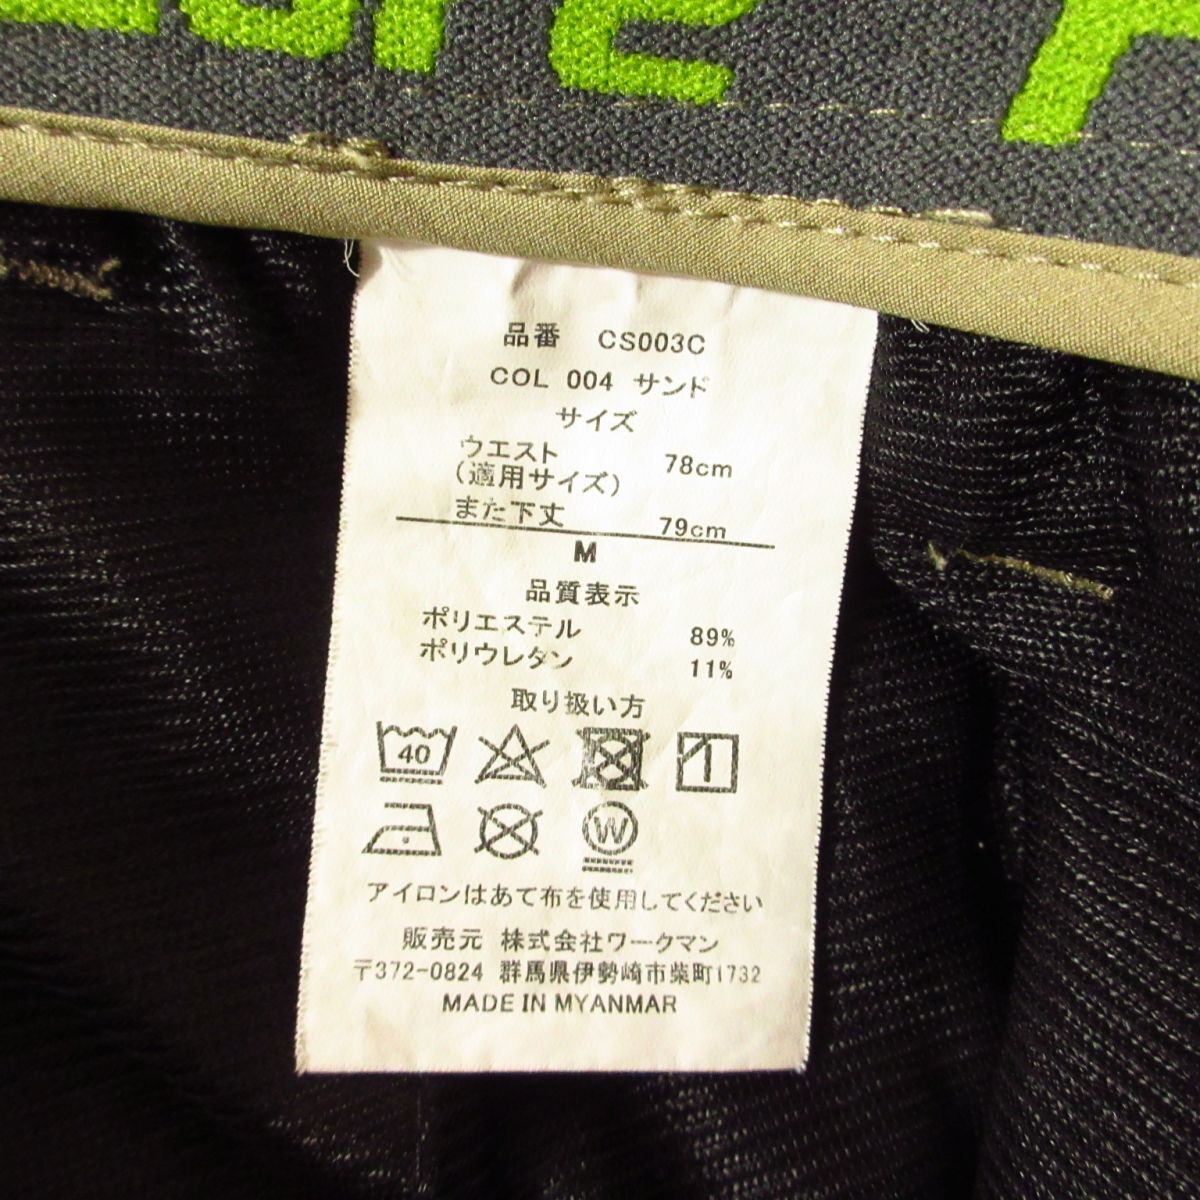 品番 CS003C
COL 004 サンド
サイズ
ウエスト 78cm
(適用サイズ)
また下丈 79cm
M
品質表示
ポリエステル 89%
ポリウレタン 11%
取り扱い方
40
W
アイロンはあて布を使用してください
販売元 株式会社ワークマン
〒372-0824 群馬県伊勢崎市柴町1732
MADE IN MYANMAR